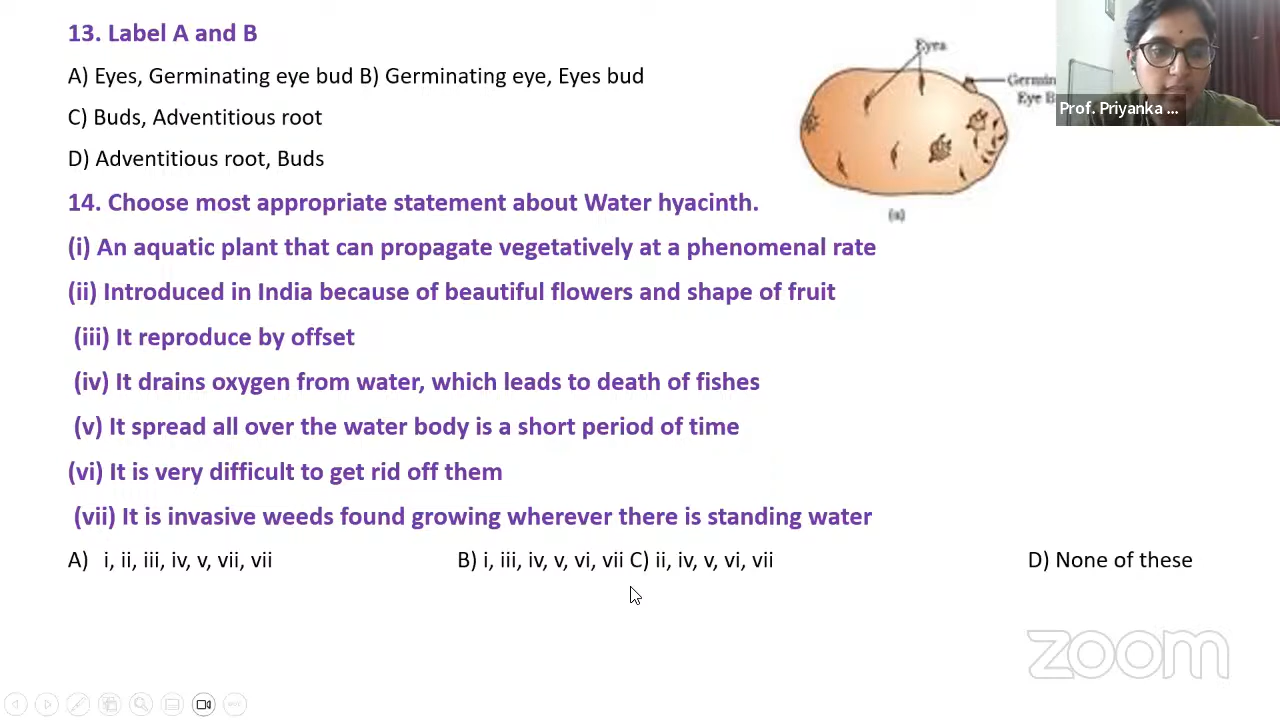 13. Label A and B
A) Eyes, Germinating eye bud B) Germinating eye, Eyes bud
C) Buds, Adventitious root
D) Adventitious root, Buds
Eyes
Germin
Eye B
(a)
Prof. Priyanka ...
14. Choose most appropriate statement about Water hyacinth.
(i) An aquatic plant that can propagate vegetatively at a phenomenal rate
(ii) Introduced in India because of beautiful flowers and shape of fruit
(iii) It reproduce by offset
(iv) It drains oxygen from water, which leads to death of fishes
(v) It spread all over the water body is a short period of time
(vi) It is very difficult to get rid off them
(vii) It is invasive weeds found growing wherever there is standing water
A) i, ii, iii, iv, v, vii, vii B) i, iii, iv, v, vi, vii C) ii, iv, v, vi, vii D) None of these
zoom